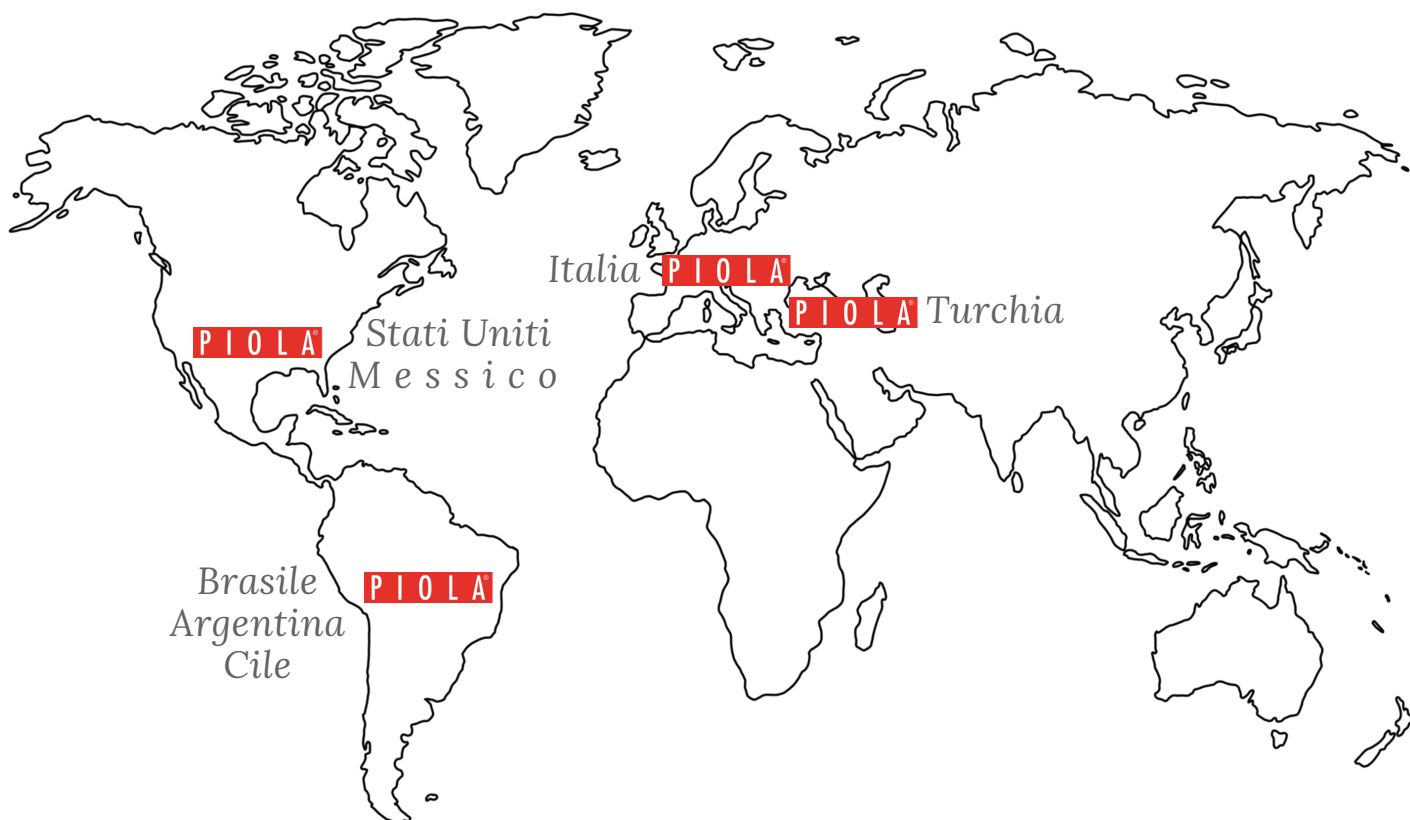 Italia PIOLA®
PIOLA® Turchia
PIOLA® Stati Uniti
Messico
Brasile
PIOLA®
Argentina
Cile